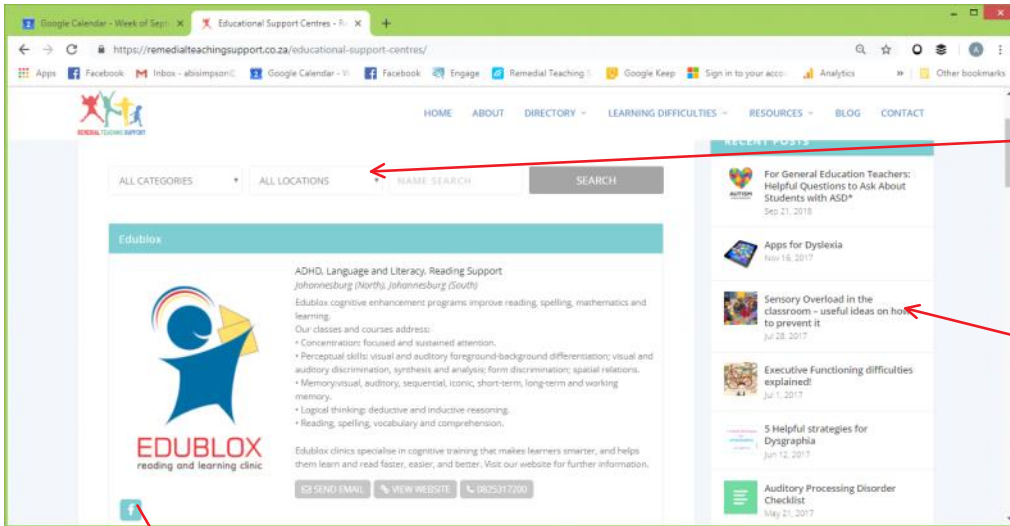 Google Calendar - Week of Sept
Educational Support Centres - R
https://remedialteachingsupport.co.za/educational-support-centres/
Apps
Facebook
Inbox - abisimpson
Google Calendar - W
Facebook
Engage
Remedial Teaching S
Google Keep
Sign in to your acco
Analytics
»
Other bookmarks
REMEDIAL TEACHING SUPPORT
HOME
ABOUT
DIRECTORY
LEARNING DIFFICULTIES
RESOURCES
BLOG
CONTACT
ALL CATEGORIES
ALL LOCATIONS
NAME SEARCH
SEARCH
Edublox
EDUBLOX
reading and learning clinic
ADHD, Language and Literacy, Reading Support
Johannesburg (North), Johannesburg (South)
Edublox cognitive enhancement programs improve reading, spelling, mathematics and
learning.
Our classes and courses address:
• Concentration: focused and sustained attention.
• Perceptual skills: visual and auditory foreground-background differentiation; visual and
auditory discrimination, synthesis and analysis; form discrimination; spatial relations.
• Memory:visual, auditory, sequential, iconic, short-term, long-term and working
memory.
• Logical thinking: deductive and inductive reasoning.
• Reading, spelling, vocabulary and comprehension.
Edublox clinics specialise in cognitive training that makes learners smarter, and helps
them learn and read faster, easier, and better. Visit our website for further information.
SEND EMAIL
VIEW WEBSITE
0825317200
RECENT POSTS
AUTISM
For General Education Teachers:
Helpful Questions to Ask About
Students with ASD*
Sep 21, 2018
Apps for Dyslexia
Nov 16, 2017
Sensory Overload in the
classroom – useful ideas on how
to prevent it
Jul 28, 2017
Executive Functioning difficulties
explained!
Jul 1, 2017
5 Helpful strategies for
Dysgraphia
Jun 12, 2017
Auditory Processing Disorder
Checklist
May 21, 2017